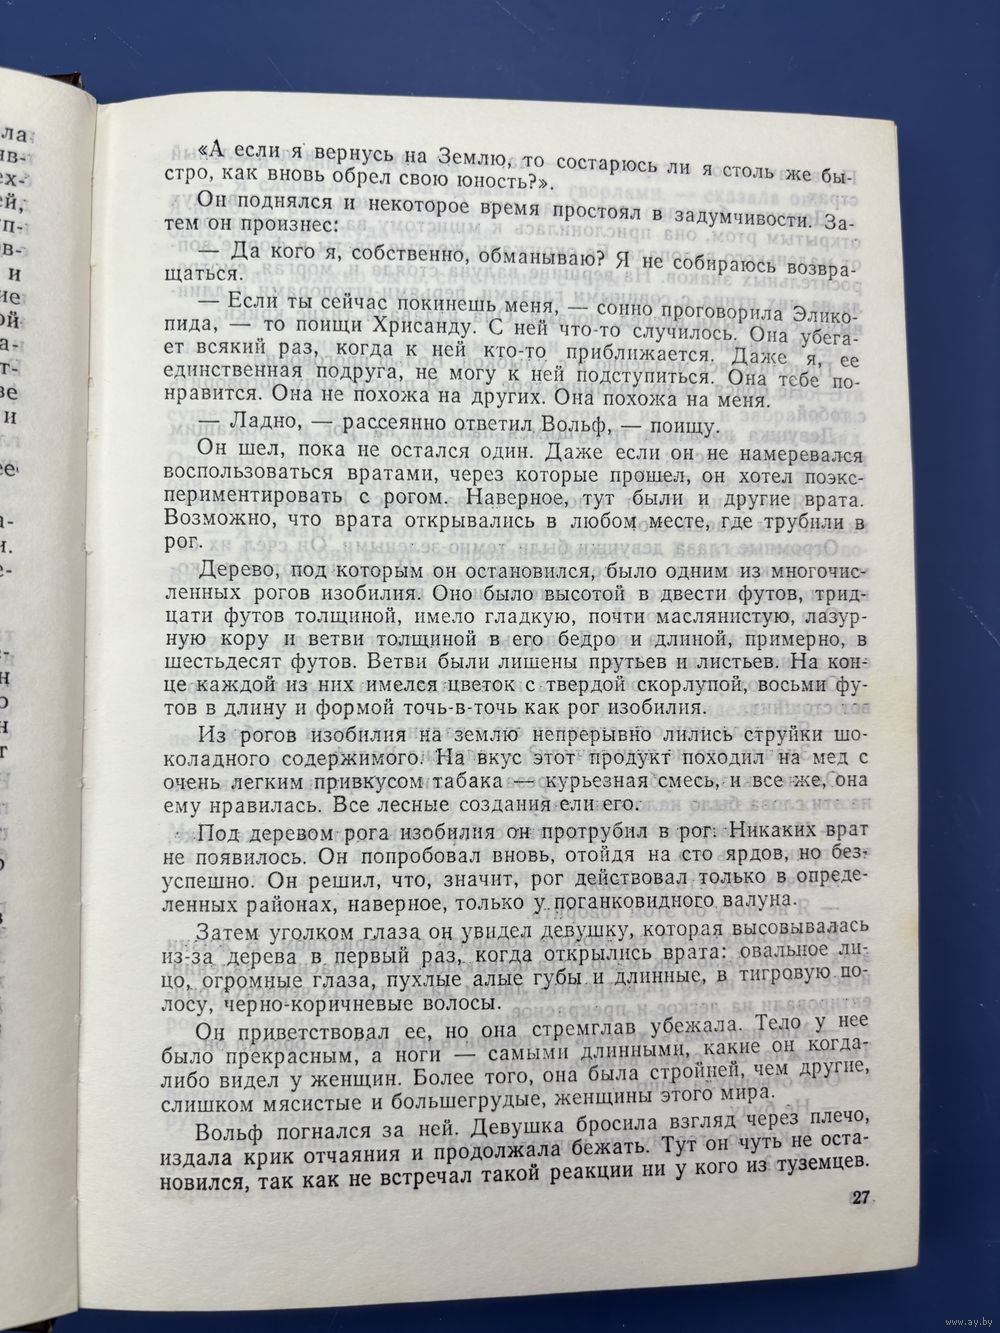 «А если я вернусь на Землю, то состарюсь ли я столь же бы-
стро, как вновь обрел свою юность?».
Он поднялся и некоторое время простоял в задумчивости. За-
тем он произнес:
— Да кого я, собственно, обманываю? Я не собираюсь возвра-
щаться.
— Если ты сейчас покинешь меня, — сонно проговорила Элико-
пида, — то поищи Хрисанду. С ней что-то случилось. Она убега-
ет всякий раз, когда к ней кто-то приближается. Даже я, ее
единственная подруга, не могу к ней подступиться. Она тебе по-
нравится. Она не похожа на других. Она похожа на меня.
— Ладно, — рассеянно ответил Вольф, — поищу.
Он шел, пока не остался один. Даже если он не намеревался
воспользоваться вратами, через которые прошел, он хотел поэкс-
периментировать с рогом. Наверное, тут были и другие врата.
Возможно, что врата открывались в любом месте, где трубили в
рог.
Дерево, под которым он остановился, было одним из многочис-
ленных рогов изобилия. Оно было высотой в двести футов, трид-
цати футов толщиной, имело гладкую, почти маслянистую, лазур-
ную кору и ветви толщиной в его бедро и длиной, примерно, в
шестьдесят футов. Ветви были лишены прутьев и листьев. На кон-
це каждой из них имелся цветок с твердой скорлупой, восьми фу-
тов в длину и формой точь-в-точь как рог изобилия.
Из рогов изобилия на землю непрерывно лились струйки шо-
коладного содержимого. На вкус этот продукт походил на мед с
очень легким привкусом табака — курьезная смесь, и все же, она
ему нравилась. Все лесные создания ели его.
Под деревом рога изобилия он протрубил в рог. Никаких врат
не появилось. Он попробовал вновь, отойдя на сто ярдов, но без-
успешно. Он решил, что, значит, рог действовал только в опреде-
ленных районах, наверное, только у поганковидного валуна.
Затем уголком глаза он увидел девушку, которая высовывалась
из-за дерева в первый раз, когда открылись врата: овальное ли-
цо, огромные глаза, пухлые алые губы и длинные, в тигровую по-
лосу, черно-коричневые волосы.
Он приветствовал ее, но она стремглав убежала. Тело у нее
было прекрасным, а ноги — самыми длинными, какие он когда-
либо видел у женщин. Более того, она была стройней, чем другие,
слишком мясистые и большегрудые, женщины этого мира.
Вольф погнался за ней. Девушка бросила взгляд через плечо,
издала крик отчаяния и продолжала бежать. Тут он чуть не оста-
новился, так как не встречал такой реакции ни у кого из туземцев.
27
www.ay.by